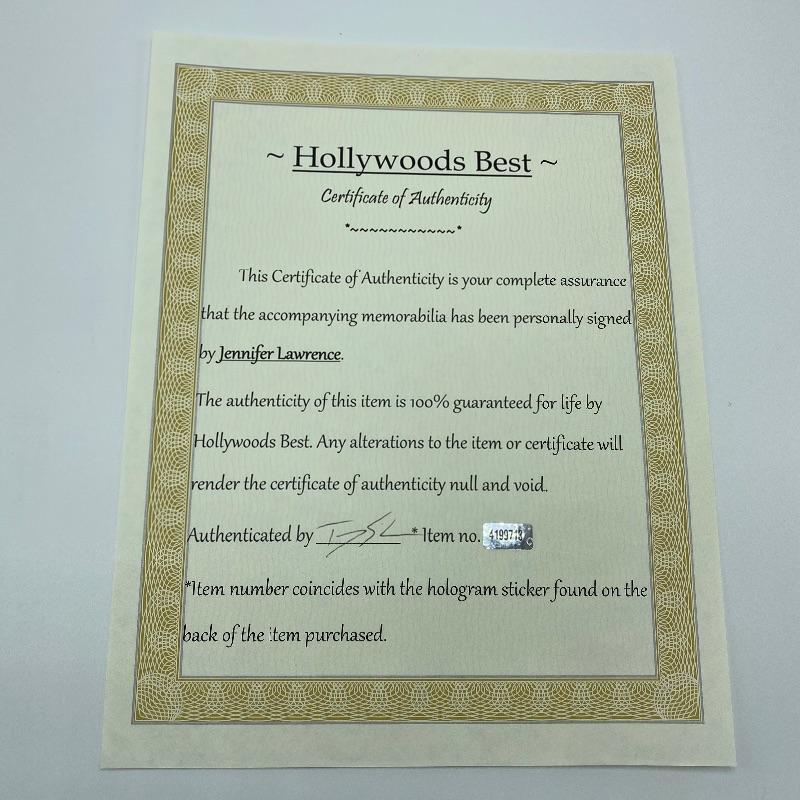 ~ Hollywoods Best ~
Certificate of Authenticity
*~~~~~~~~~~~*
This Certificate of Authenticity is your complete assurance
that the accompanying memorabilia has been personally signed
by Jennifer Lawrence.
The authenticity of this item is 100% guaranteed for life by
Hollywoods Best. Any alterations to the item or certificate will
render the certificate of authenticity null and void.
Authenticated by * Item no. 4199713
*Item number coincides with the hologram sticker found on the
back of the item purchased.